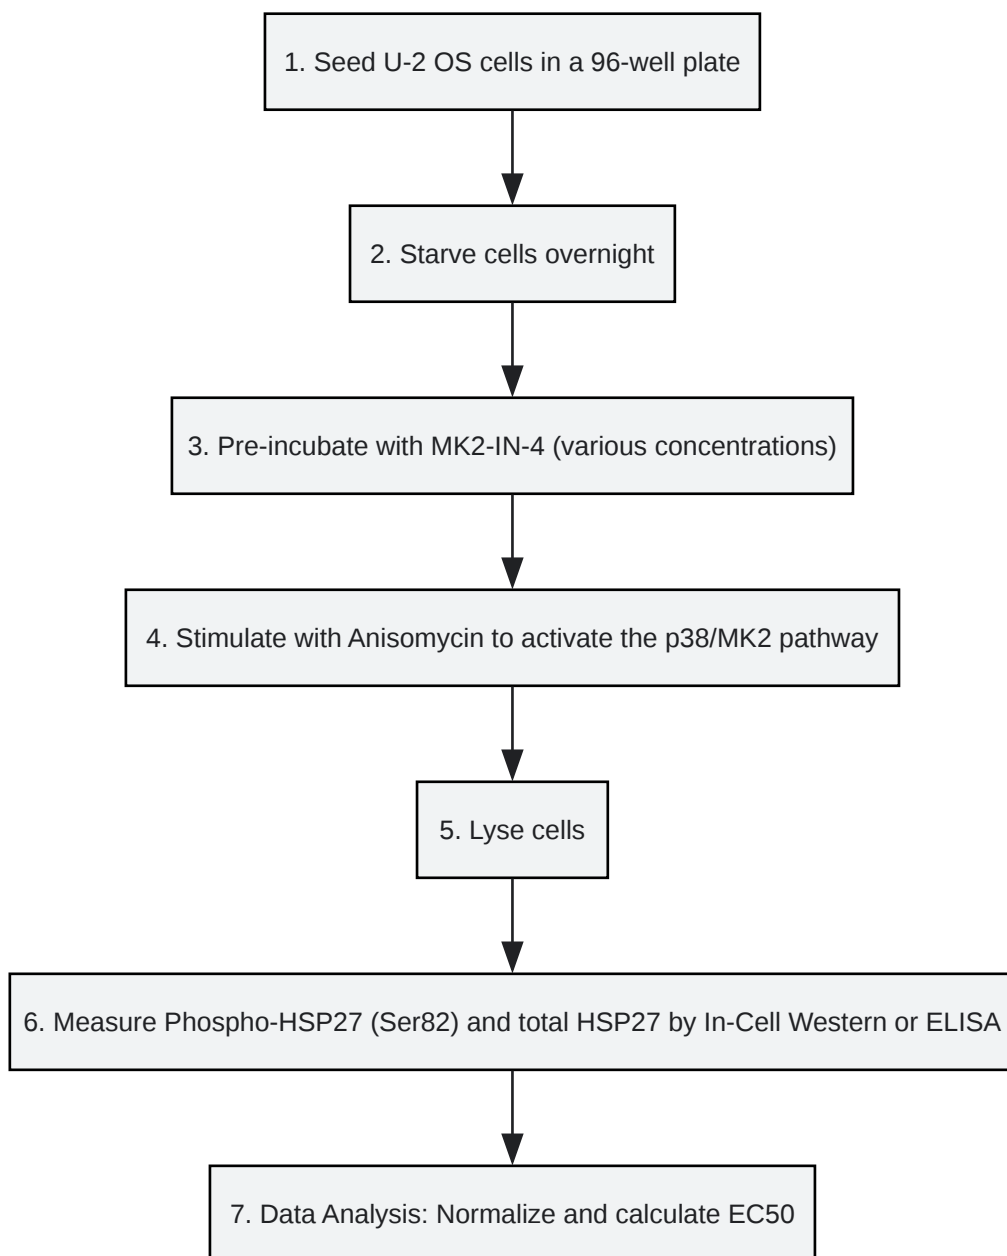 1. Seed U-2 OS cells in a 96-well plate
2. Starve cells overnight
3. Pre-incubate with MK2-IN-4 (various concentrations)
4. Stimulate with Anisomycin to activate the p38/MK2 pathway
5. Lyse cells
6. Measure Phospho-HSP27 (Ser82) and total HSP27 by In-Cell Western or ELISA
7. Data Analysis: Normalize and calculate EC50